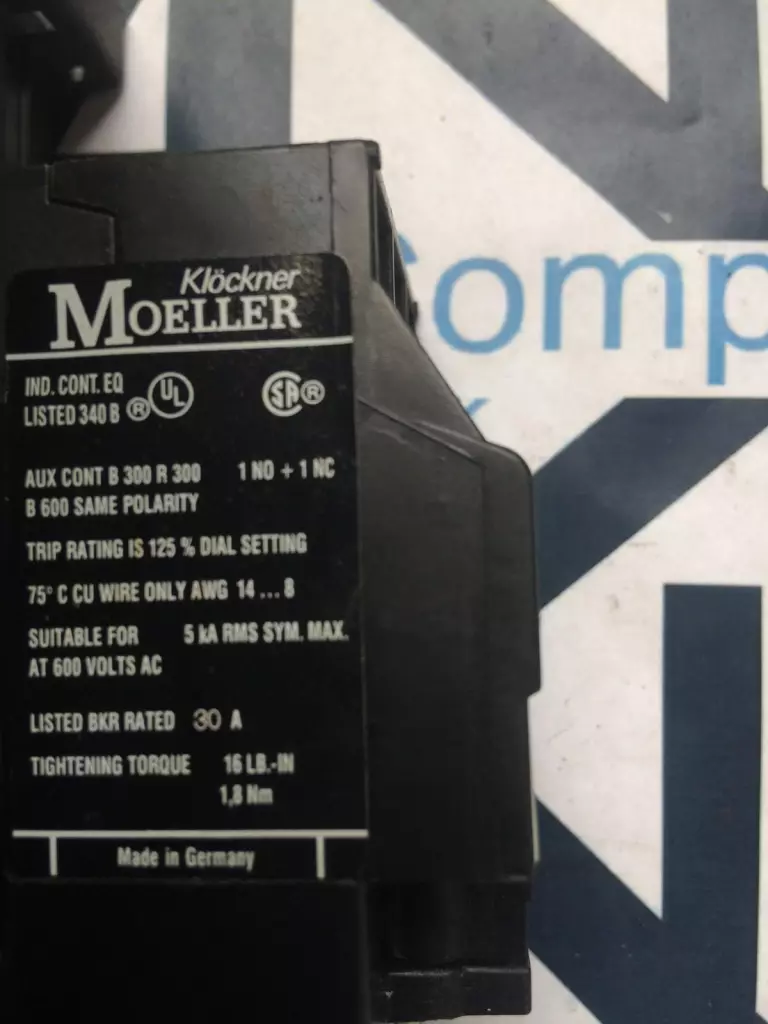 Klöckner
MOELLER
IND. CONT. EQ
LISTED 340 B ® UL
SA ®
AUX CONT B 300 R 300 1 NO + 1 NC
B 600 SAME POLARITY
TRIP RATING IS 125 % DIAL SETTING
75° C CU WIRE ONLY AWG 14 ... 8
SUITABLE FOR 5 kA RMS SYM. MAX.
AT 600 VOLTS AC
LISTED BKR RATED 30 A
TIGHTENING TORQUE 16 LB.-IN
1,8 Nm
Made in Germany